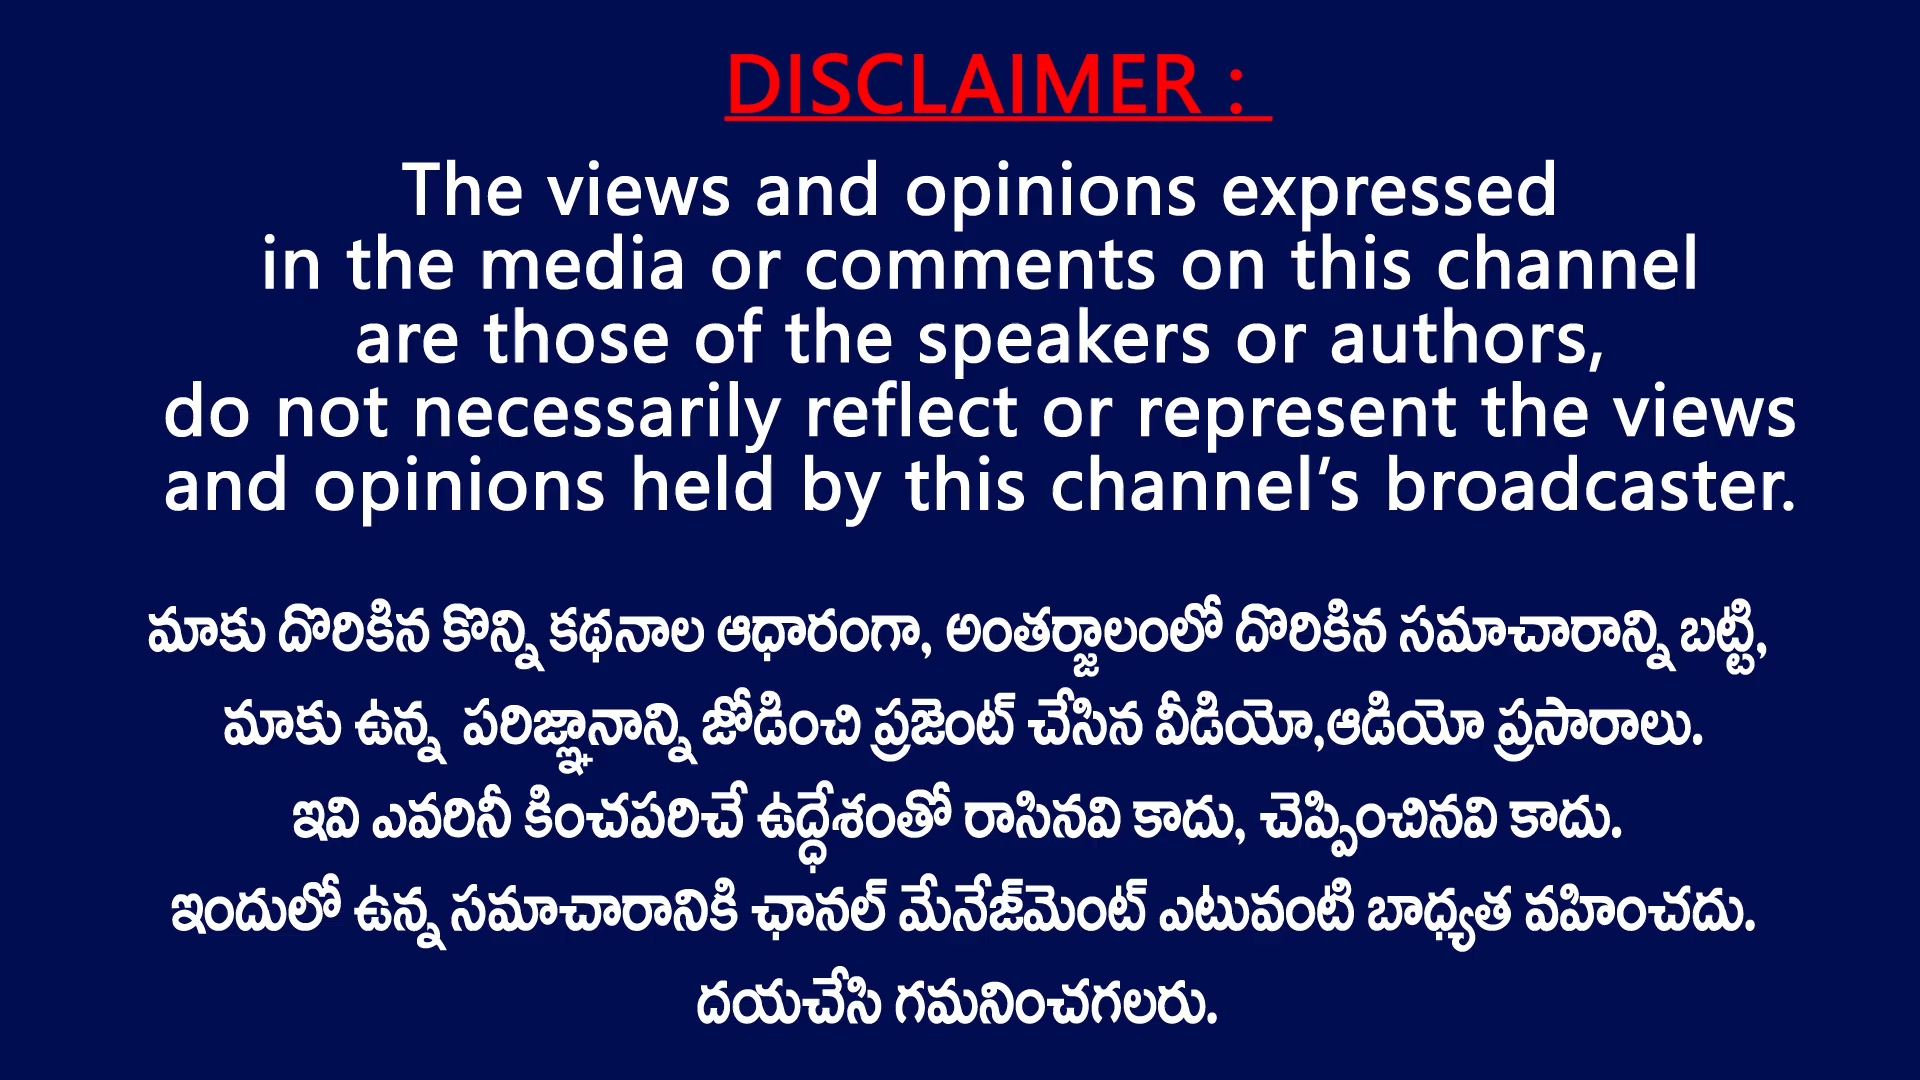 DISCLAIMER :
The views and opinions expressed
in the media or comments on this channel
are those of the speakers or authors,
do not necessarily reflect or represent the views
and opinions held by this channel’s broadcaster.
మాకు దొరికిన కొన్ని కథనాల ఆధారంగా, అంతర్జాలంలో దొరికిన సమాచారాన్ని బట్టి,
మాకు ఉన్న పరిజ్ఞానాన్ని జోడించి ప్రజెంట్ చేసిన వీడియో,ఆడియో ప్రసారాలు.
ఇవి ఎవరినీ కించపరిచే ఉద్ధేశంతో రాసినవి కాదు, చెప్పించినవి కాదు.
ఇందులో ఉన్న సమాచారానికి ఛానల్ మేనేజ్‌మెంట్ ఎటువంటి బాధ్యత వహించదు.
దయచేసి గమనించగలరు.